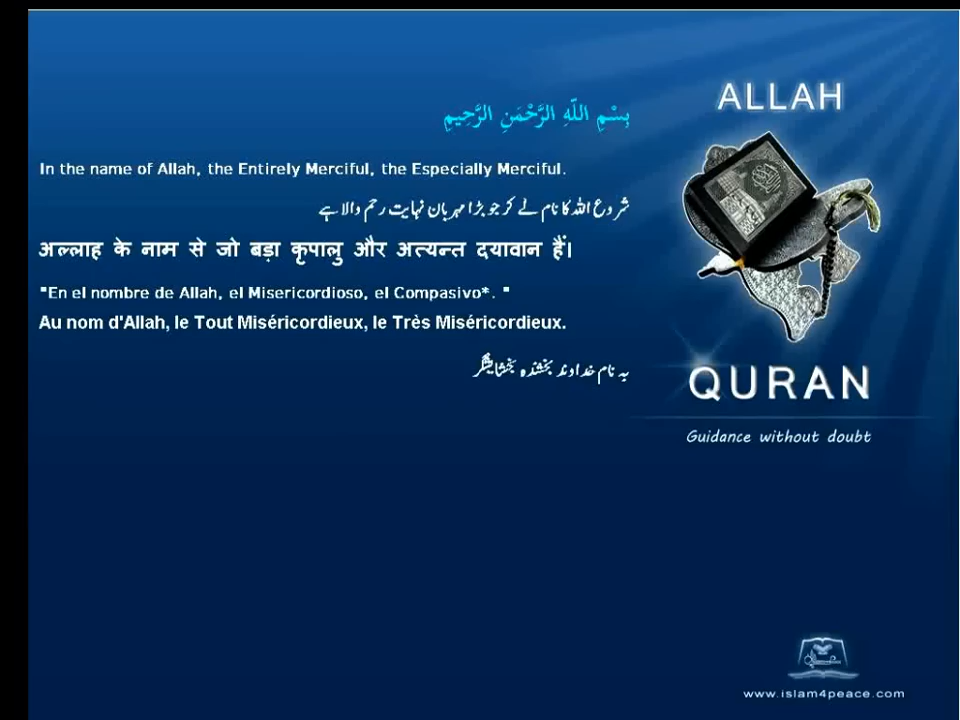 بِسْمِ اللَّهِ الرَّحْمَنِ الرَّحِيمِ
In the name of Allah, the Entirely Merciful, the Especially Merciful.
شروع اللہ کا نام لے کر جو بڑا مہربان نہایت رحم والا ہے
अल्लाह के नाम से जो बड़ा कृपालु और अत्यन्त दयावान हैं।
"En el nombre de Allah, el Misericordioso, el Compasivo*. "
Au nom d'Allah, le Tout Miséricordieux, le Très Miséricordieux.
به نام خداوند بخشنده بخشایشگر
ALLAH
QURAN
Guidance without doubt
www.islam4peace.com